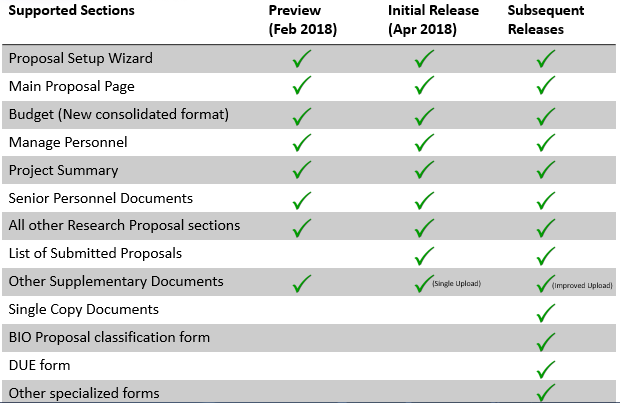 Supported Sections Preview (Feb 2018) Initial Release (Apr 2018) Subsequent Releases
Proposal Setup Wizard ✓ ✓ ✓
Main Proposal Page ✓ ✓ ✓
Budget (New consolidated format) ✓ ✓ ✓
Manage Personnel ✓ ✓ ✓
Project Summary ✓ ✓ ✓
Senior Personnel Documents ✓ ✓ ✓
All other Research Proposal sections ✓ ✓ ✓
List of Submitted Proposals ✓ ✓
Other Supplementary Documents ✓ ✓ (Single Upload) ✓ (Improved Upload)
Single Copy Documents ✓
BIO Proposal classification form ✓
DUE form ✓
Other specialized forms ✓